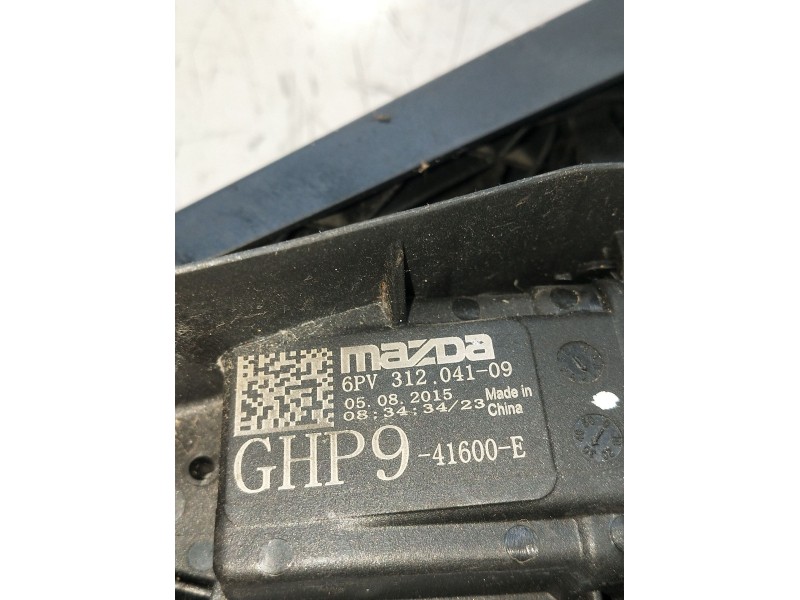 mazda
6PV 312.041-09
05.08.2015
08:34:34/23
Made in
China
GHP9-41600-E